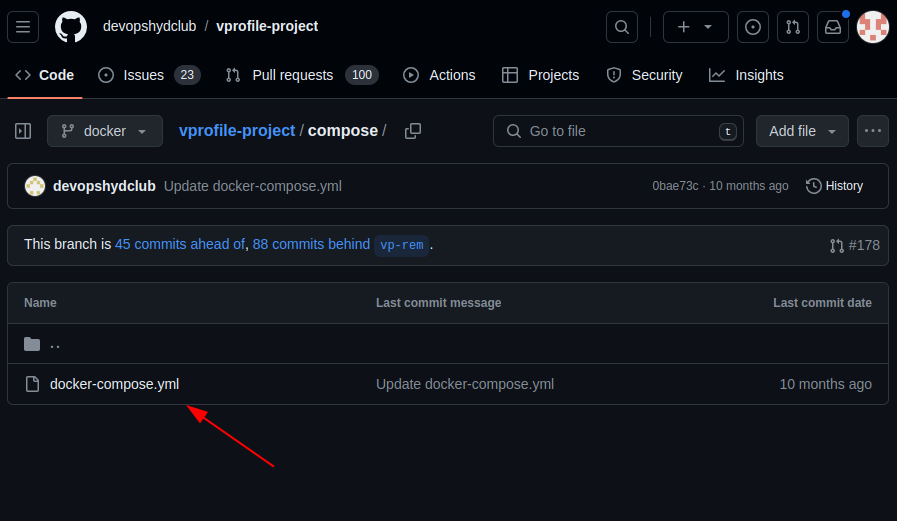 devopshydclub / vprofile-project
Code Issues 23 Pull requests 100 Actions Projects Security Insights
docker vprofile-project / compose / Go to file t Add file ...
devopshydclub Update docker-compose.yml 0bae73c · 10 months ago History
This branch is 45 commits ahead of, 88 commits behind vp-rem. #178
Name Last commit message Last commit date
..
docker-compose.yml Update docker-compose.yml 10 months ago